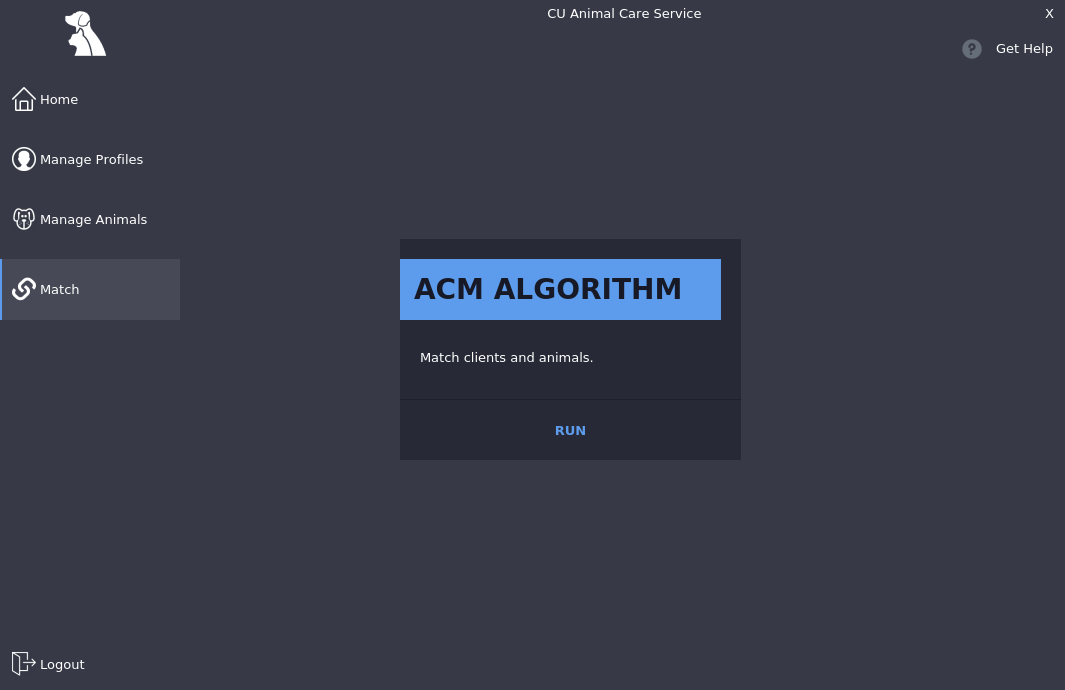 CU Animal Care Service
X
Get Help
Home
Manage Profiles
Manage Animals
Match
ACM ALGORITHM
Match clients and animals.
RUN
Logout